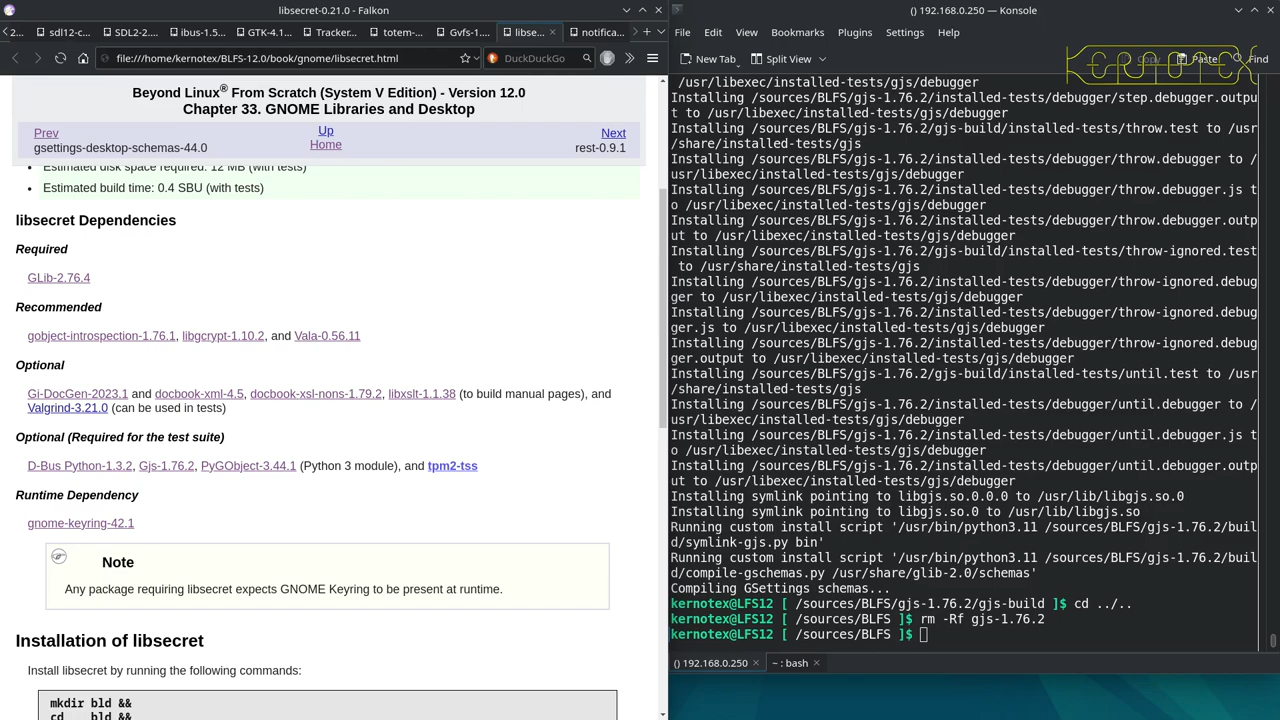 libsecret-0.21.0 - Falkon
2...
sdl12-c...
SDL2-2....
ibus-1.5...
GTK-4.1...
Tracker...
totem-...
Gvfs-1....
libse...
notifica...
file:///home/kernotex/BLFS-12.0/book/gnome/libsecret.html
DuckDuckGo
Beyond Linux® From Scratch (System V Edition) - Version 12.0
Chapter 33. GNOME Libraries and Desktop
Prev
Up
Next
gsettings-desktop-schemas-44.0
Home
rest-0.9.1
Estimated disk space required: 12 MB (with tests)
Estimated build time: 0.4 SBU (with tests)
libsecret Dependencies
Required
GLib-2.76.4
Recommended
gobject-introspection-1.76.1, libgcrypt-1.10.2, and Vala-0.56.11
Optional
Gi-DocGen-2023.1 and docbook-xml-4.5, docbook-xsl-nons-1.79.2, libxslt-1.1.38 (to build manual pages), and
Valgrind-3.21.0 (can be used in tests)
Optional (Required for the test suite)
D-Bus Python-1.3.2, Gjs-1.76.2, PyGObject-3.44.1 (Python 3 module), and tpm2-tss
Runtime Dependency
gnome-keyring-42.1
Note
Any package requiring libsecret expects GNOME Keyring to be present at runtime.
Installation of libsecret
Install libsecret by running the following commands:
mkdir bld &&
cd    bld &&
() 192.168.0.250 — Konsole
File Edit View Bookmarks Plugins Settings Help
New Tab
Split View
Copy
Paste
Find
KERNOTEX
/usr/libexec/installed-tests/gjs/debugger
Installing /sources/BLFS/gjs-1.76.2/installed-tests/debugger/step.debugger.outpu
t to /usr/libexec/installed-tests/gjs/debugger
Installing /sources/BLFS/gjs-1.76.2/gjs-build/installed-tests/throw.test to /usr
/share/installed-tests/gjs
Installing /sources/BLFS/gjs-1.76.2/installed-tests/debugger/throw.debugger to /
usr/libexec/installed-tests/gjs/debugger
Installing /sources/BLFS/gjs-1.76.2/installed-tests/debugger/throw.debugger.js t
o /usr/libexec/installed-tests/gjs/debugger
Installing /sources/BLFS/gjs-1.76.2/installed-tests/debugger/throw.debugger.outp
ut to /usr/libexec/installed-tests/gjs/debugger
Installing /sources/BLFS/gjs-1.76.2/gjs-build/installed-tests/throw-ignored.test
to /usr/share/installed-tests/gjs
Installing /sources/BLFS/gjs-1.76.2/installed-tests/debugger/throw-ignored.debug
ger to /usr/libexec/installed-tests/gjs/debugger
Installing /sources/BLFS/gjs-1.76.2/installed-tests/debugger/throw-ignored.debug
ger.js to /usr/libexec/installed-tests/gjs/debugger
Installing /sources/BLFS/gjs-1.76.2/installed-tests/debugger/throw-ignored.debug
ger.output to /usr/libexec/installed-tests/gjs/debugger
Installing /sources/BLFS/gjs-1.76.2/gjs-build/installed-tests/until.test to /usr
/share/installed-tests/gjs
Installing /sources/BLFS/gjs-1.76.2/installed-tests/debugger/until.debugger to /
usr/libexec/installed-tests/gjs/debugger
Installing /sources/BLFS/gjs-1.76.2/installed-tests/debugger/until.debugger.js t
o /usr/libexec/installed-tests/gjs/debugger
Installing /sources/BLFS/gjs-1.76.2/installed-tests/debugger/until.debugger.outp
ut to /usr/libexec/installed-tests/gjs/debugger
Installing symlink pointing to libgjs.so.0.0.0 to /usr/lib/libgjs.so.0
Installing symlink pointing to libgjs.so.0 to /usr/lib/libgjs.so
Running custom install script '/usr/bin/python3.11 /sources/BLFS/gjs-1.76.2/buil
d/symlink-gjs.py bin'
Running custom install script '/usr/bin/python3.11 /sources/BLFS/gjs-1.76.2/buil
d/compile-gschemas.py /usr/share/glib-2.0/schemas'
Compiling GSettings schemas...
kernotex@LFS12 [ /sources/BLFS/gjs-1.76.2/gjs-build ]$ cd ../..
kernotex@LFS12 [ /sources/BLFS ]$ rm -Rf gjs-1.76.2
kernotex@LFS12 [ /sources/BLFS ]$
() 192.168.0.250
~ : bash